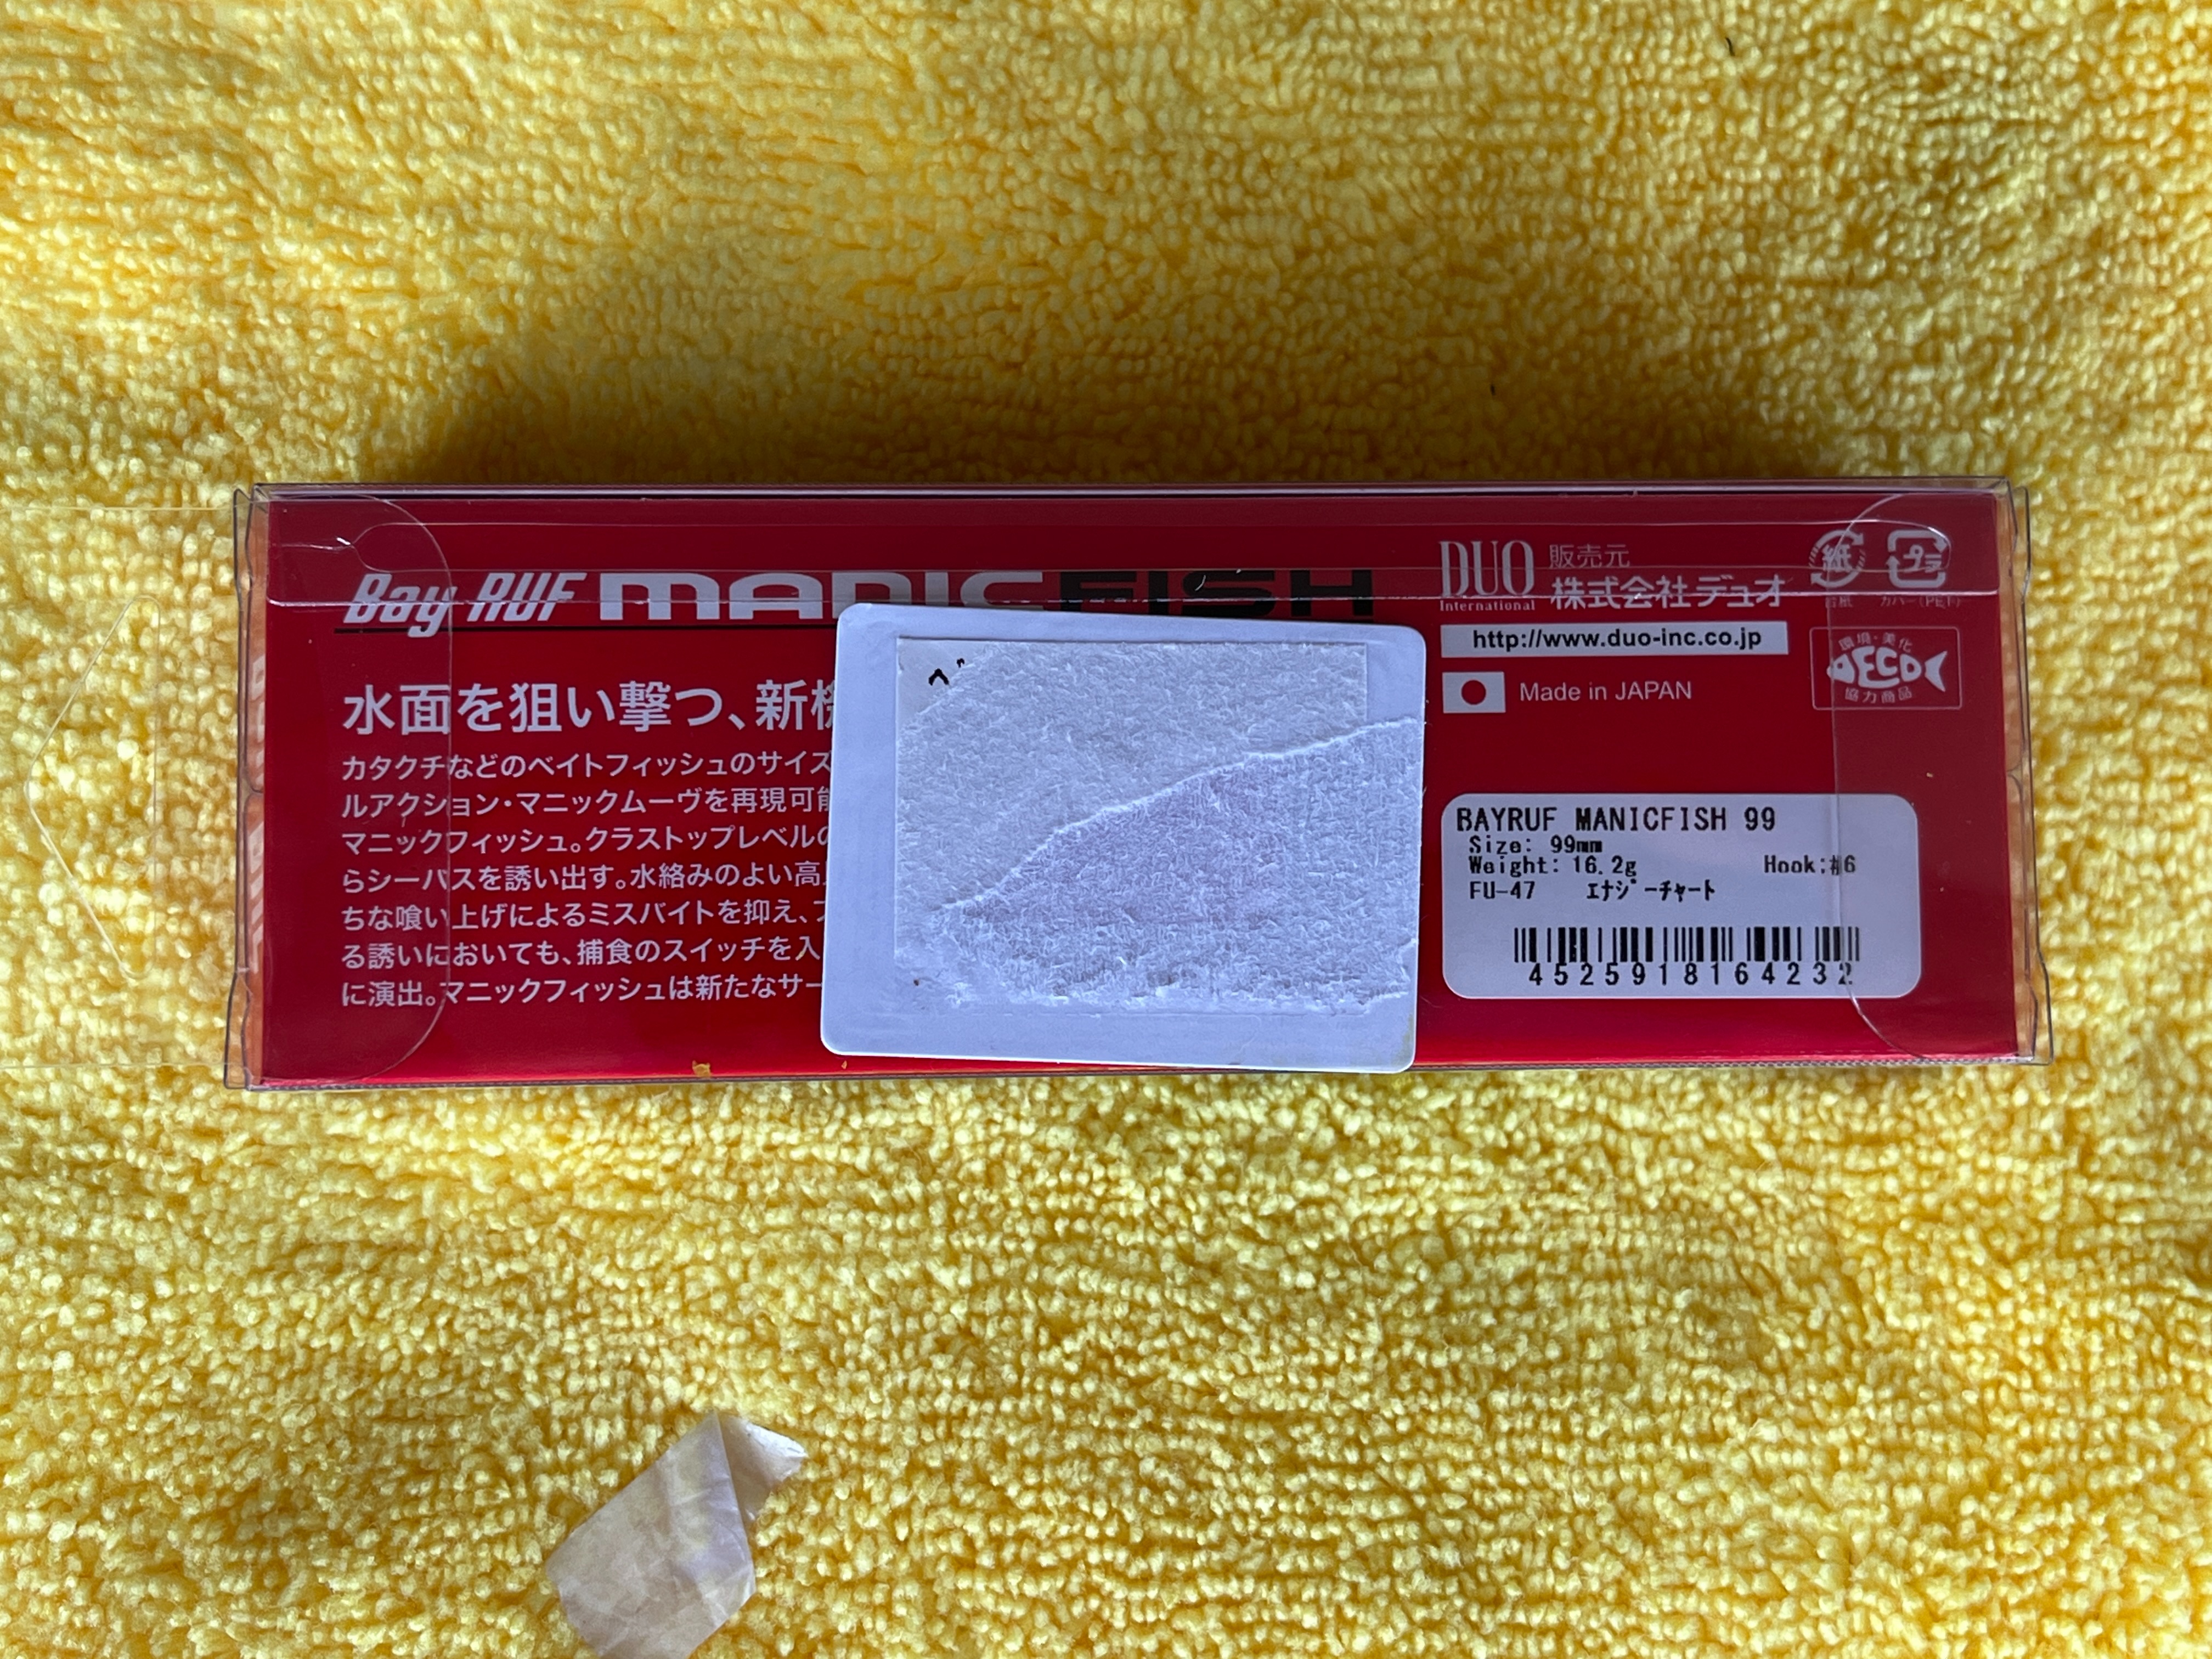 Bay RUF MANIC FISH
水面を狙い撃つ、新機
カタクチなどのベイトフィッシュのサイズ
ルアクション・マニックムーヴを再現可能
マニックフィッシュ。クラストップレベルの
らシーバスを誘い出す。水絡みのよい高
ちな喰い上げによるミスバイトを抑え、フ
る誘いにおいても、捕食のスイッチを入
に演出。マニックフィッシュは新たなサー
DUO
International
販売元
株式会社デュオ
http://www.duo-inc.co.jp
Made in JAPAN
紙
プラ
台紙
カバー(PET)
環境・美化
ECO
協力商品
BAYRUF MANICFISH 99
Size: 99mm
Weight: 16.2g Hook:#6
FU-47 ｴﾅｼﾞｰﾁｬｰﾄ
4525918164232